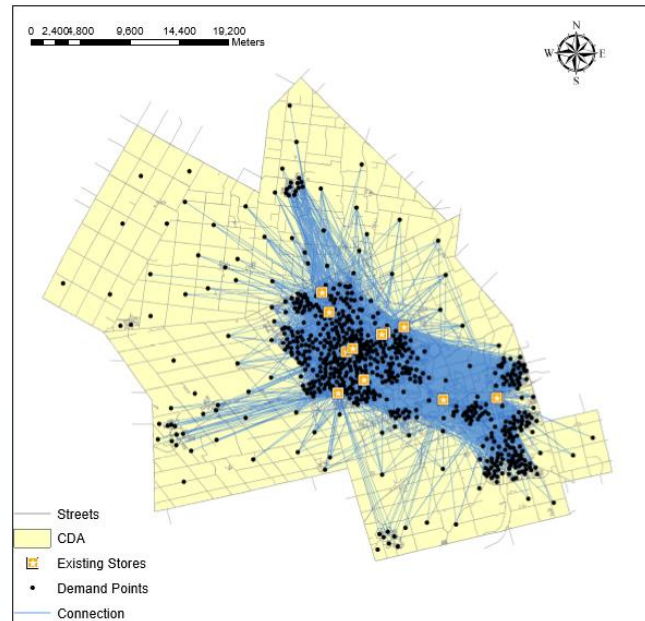 0 2,400 4,800 9,600 14,400 19,200
Meters
N
W E
S
Streets
CDA
Existing Stores
Demand Points
Connection